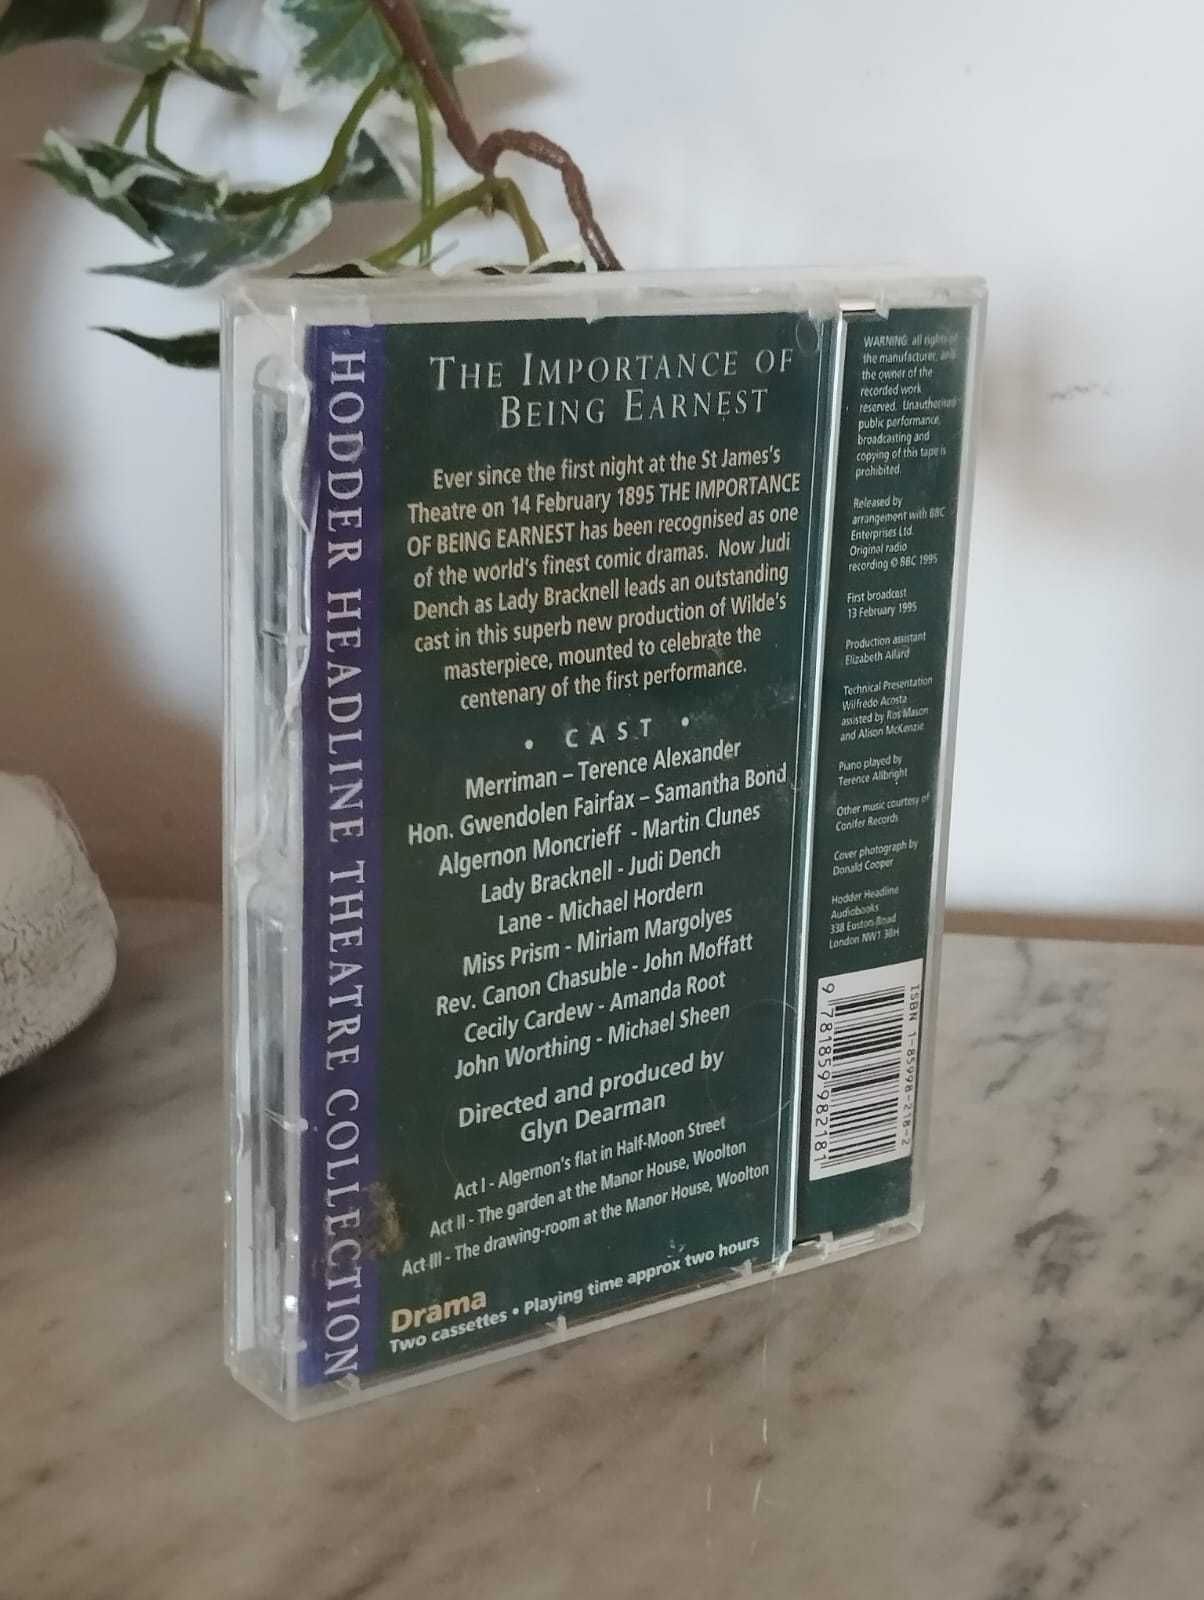 HODDER HEADLINE THEATRE COLLECTION
THE IMPORTANCE OF
BEING EARNEST
Ever since the first night at the St James's
Theatre on 14 February 1895 THE IMPORTANCE
OF BEING EARNEST has been recognised as one
of the world's finest comic dramas. Now Judi
Dench as Lady Bracknell leads an outstanding
cast in this superb new production of Wilde's
masterpiece, mounted to celebrate the
centenary of the first performance.
• CAST •
Merriman – Terence Alexander
Hon. Gwendolen Fairfax – Samantha Bond
Algernon Moncrieff - Martin Clunes
Lady Bracknell - Judi Dench
Lane - Michael Hordern
Miss Prism - Miriam Margolyes
Rev. Canon Chasuble - John Moffatt
Cecily Cardew - Amanda Root
John Worthing - Michael Sheen
Directed and produced by
Glyn Dearman
Act I - Algernon's flat in Half-Moon Street
Act II - The garden at the Manor House, Woolton
Act III - The drawing-room at the Manor House, Woolton
Drama
Two cassettes • Playing time approx two hours
WARNING: all rights of
the manufacturer, and
the owner of the
recorded work
reserved. Unauthorised
public performance,
broadcasting and
copying of this tape is
prohibited.
Released by
arrangement with BBC
Enterprises Ltd.
Original radio
recording © BBC 1995
First broadcast
13 February 1995
Production assistant
Elizabeth Allard
Technical Presentation
Wilfredo Acosta
assisted by Ros Mason
and Alison McKenzie
Piano played by
Terence Allbright
Other music courtesy of
Conifer Records
Cover photograph by
Donald Cooper
Hodder Headline
Audiobooks
338 Euston Road
London NW1 3BH
ISBN 1-85998-218-2
9 781859 982181